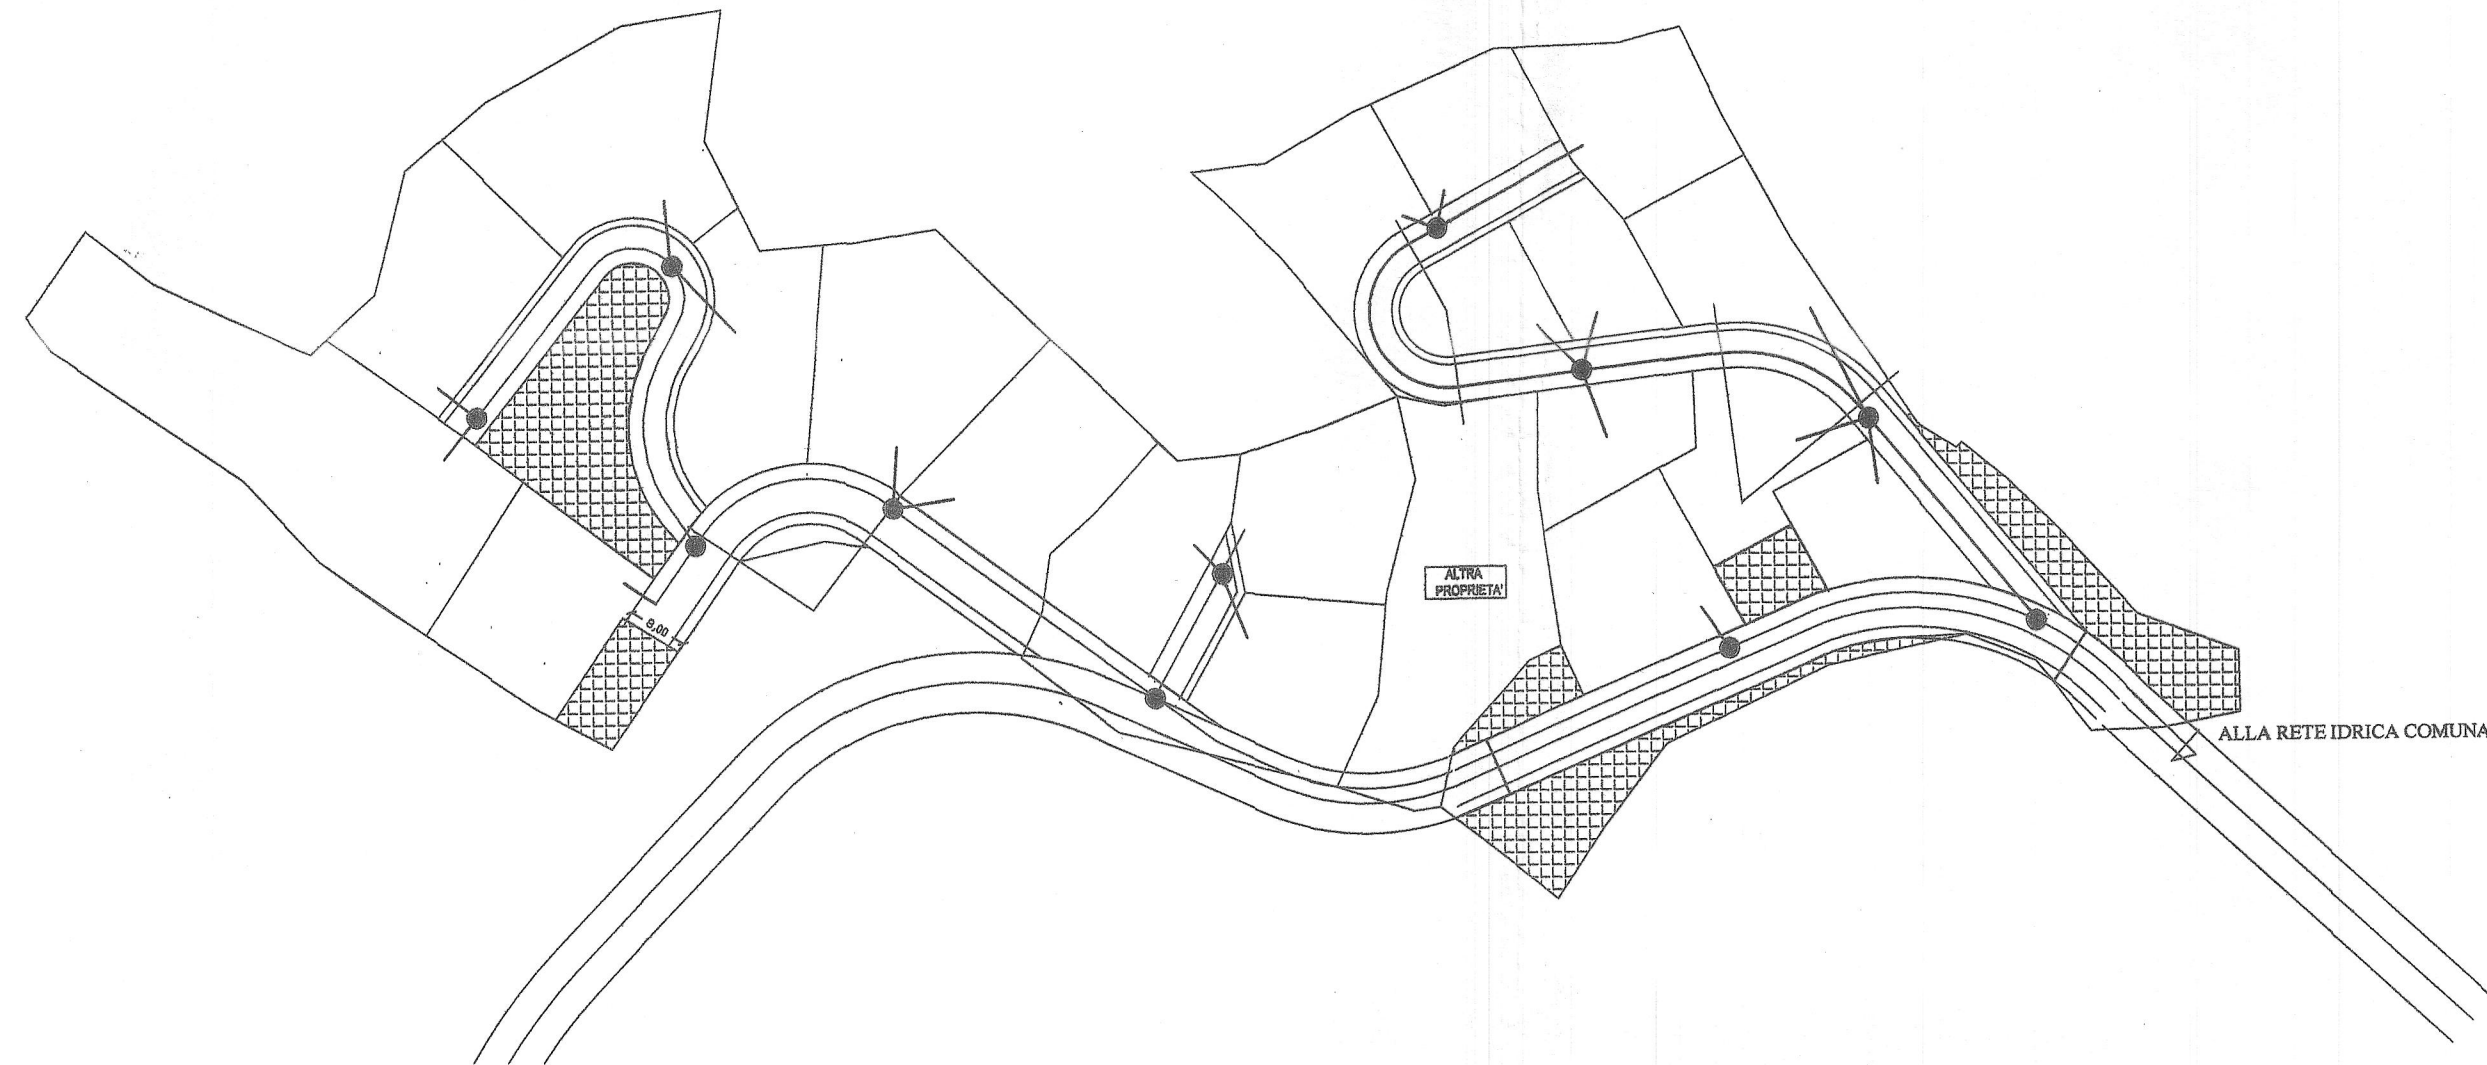 ALTRA
PROPRIETA'
8,00
ALLA RETE IDRICA COMUNA